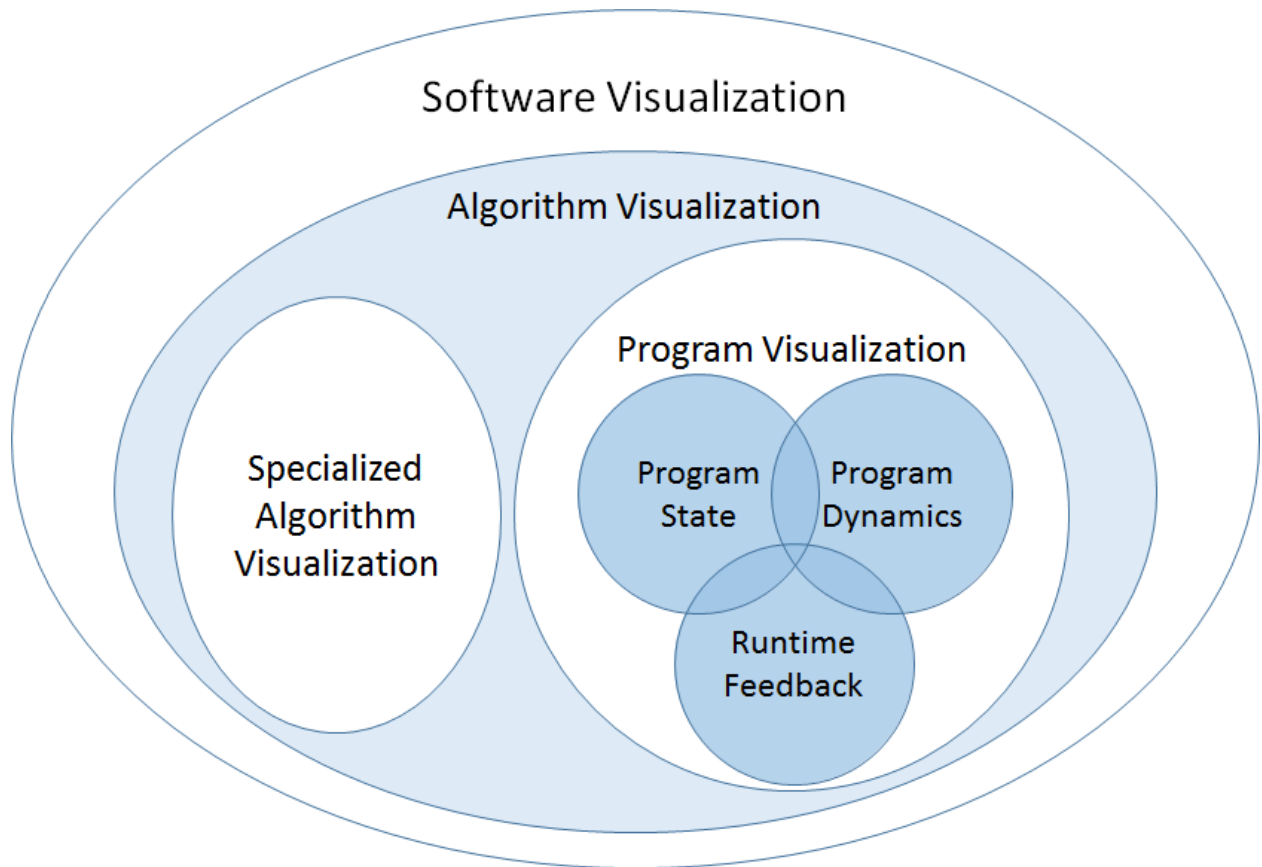 Software Visualization
Algorithm Visualization
Program Visualization
Specialized
Algorithm
Visualization
Program
State
Program
Dynamics
Runtime
Feedback